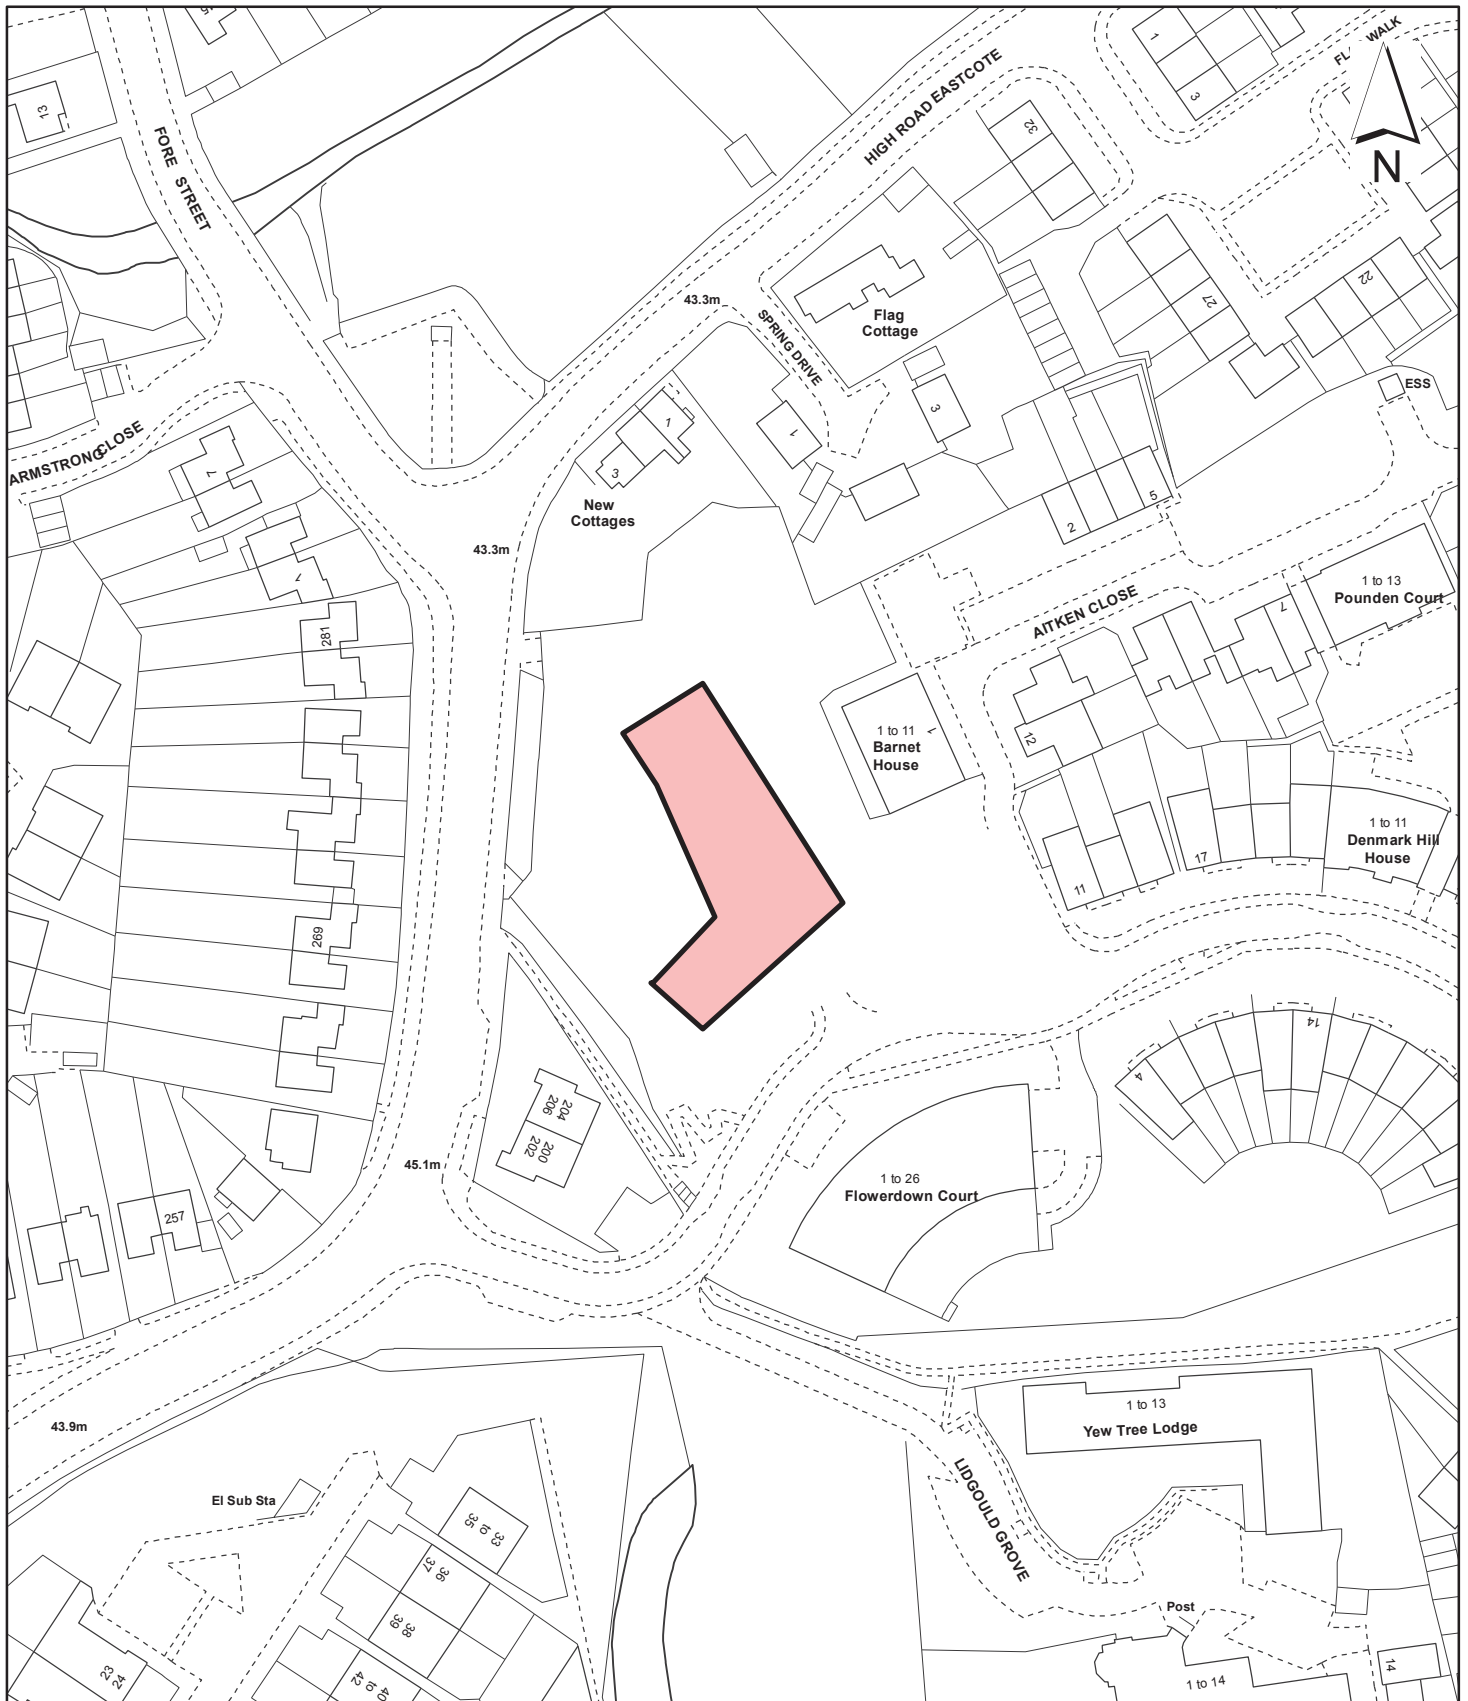 13
FORE STREET
HIGH ROAD EASTCOTE
WALK
N
1
3
32
27
22
43.3m
SPRING DRIVE
Flag
Cottage
ESS
ARMSTRONG CLOSE
7
1
3
1
3
New
Cottages
2
5
43.3m
1
281
AITKEN CLOSE
7
1 to 13
Pounden Court
1 to 11
Barnet
House
1
12
11
17
1 to 11
Denmark Hill
House
269
14
4
204
206
200
202
45.1m
257
1 to 26
Flowerdown Court
43.9m
1 to 13
Yew Tree Lodge
LIDGOULD GROVE
El Sub Sta
33
to
35
36
37
38
39
40
to
42
23
24
Post
1 to 14
14